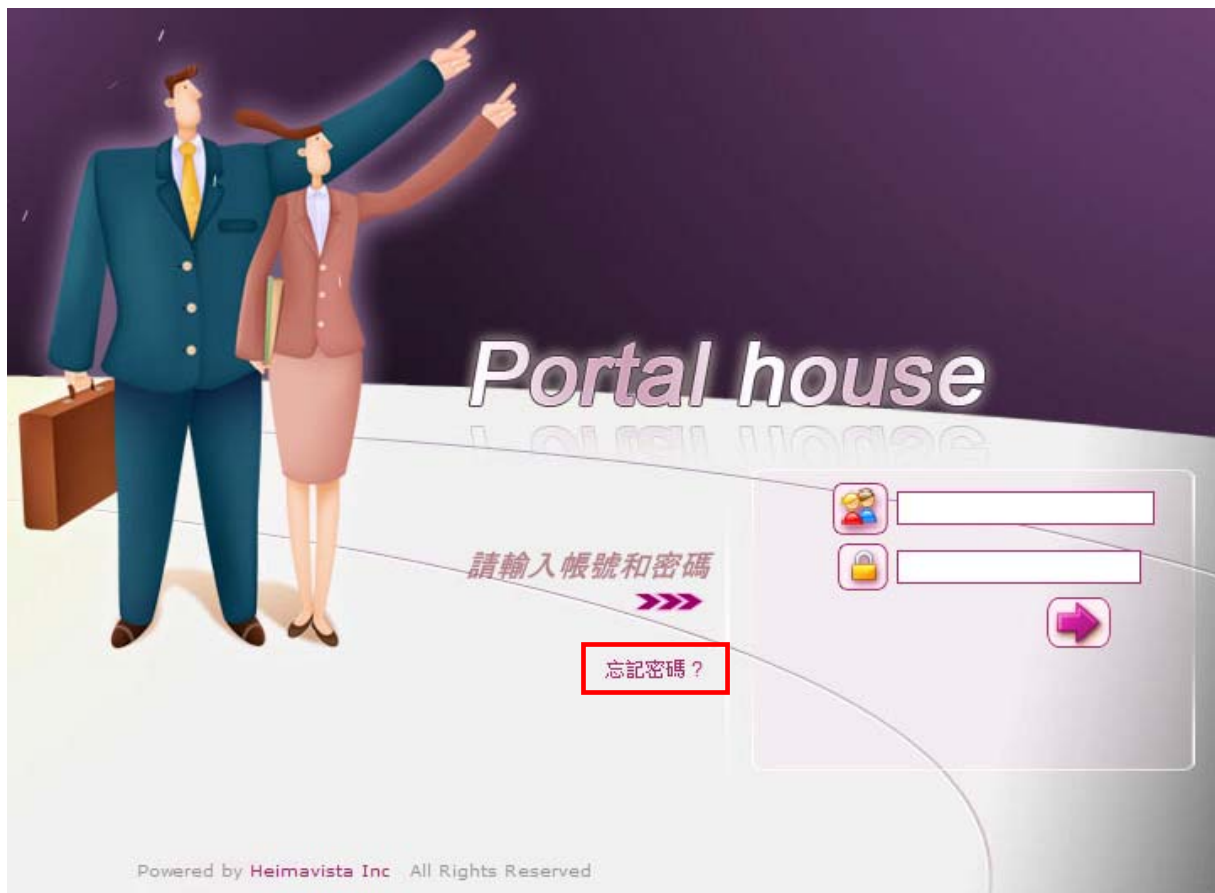 Portal house
請輸入帳號和密碼
忘記密碼？
Powered by Heimavista Inc All Rights Reserved